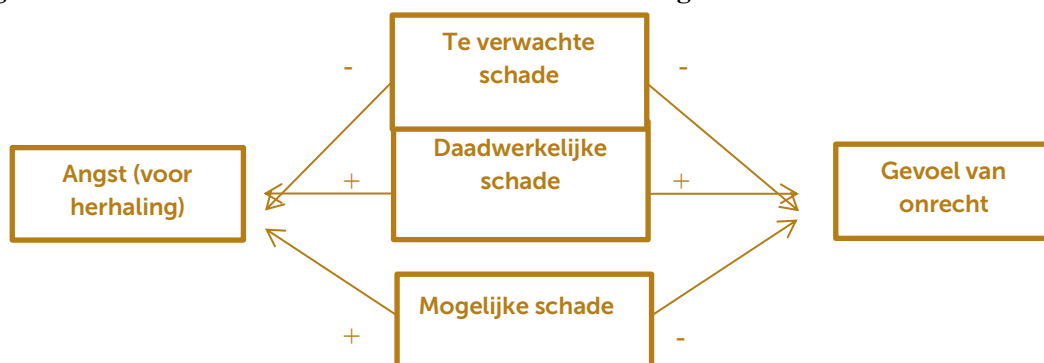 Te verwachte
schade
-
-
Daadwerkelijke
schade
Angst (voor
herhaling)
+
+
Gevoel van
onrecht
Mogelijke schade
+
-